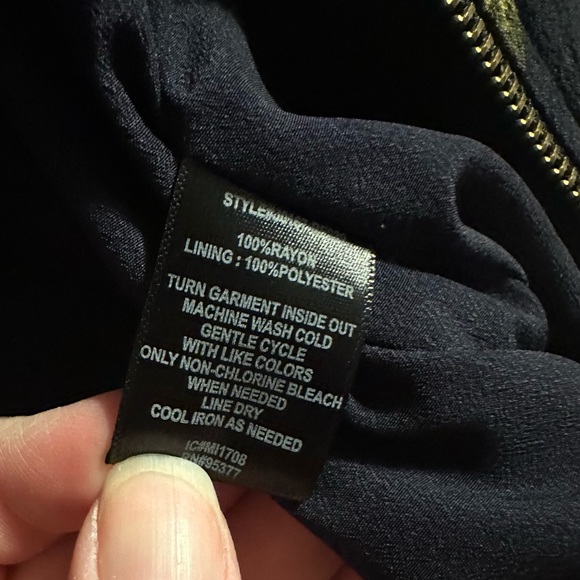 100%RAYON
LINING : 100%POLYESTER
TURN GARMENT INSIDE OUT
MACHINE WASH COLD
GENTLE CYCLE
WITH LIKE COLORS
ONLY NON-CHLORINE BLEACH
WHEN NEEDED
LINE DRY
COOL IRON AS NEEDED
IC#MI1708
RN#95377